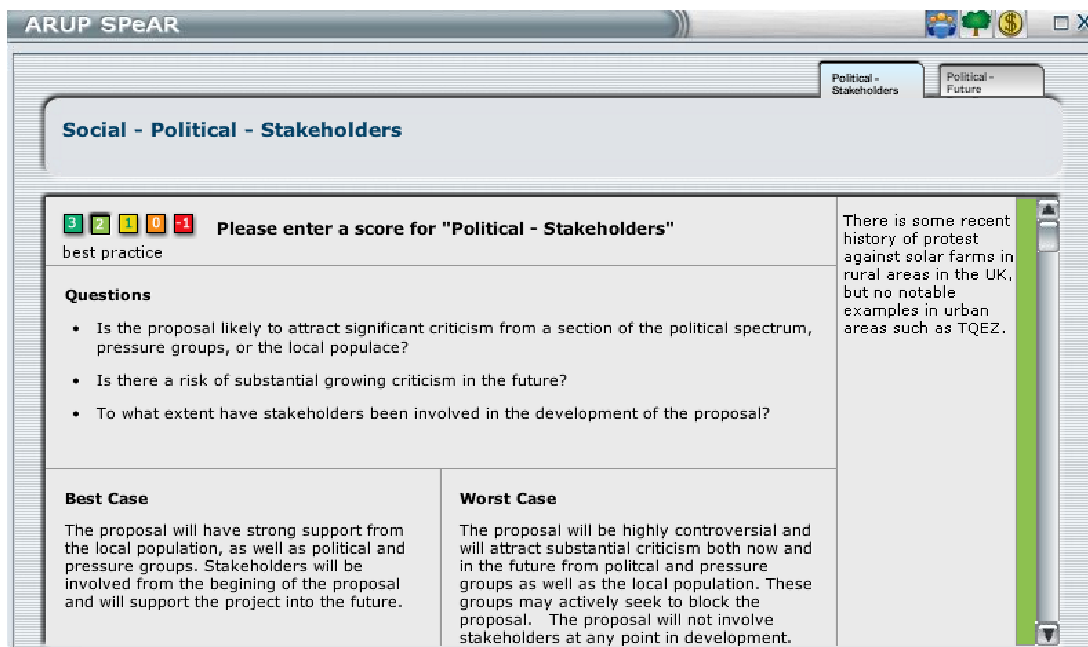 ARUP SPeAR
Political -
Stakeholders
Political -
Future
Social - Political - Stakeholders
3 2 1 0 -1
Please enter a score for "Political - Stakeholders"
best practice
Questions
• Is the proposal likely to attract significant criticism from a section of the political spectrum,
pressure groups, or the local populace?
• Is there a risk of substantial growing criticism in the future?
• To what extent have stakeholders been involved in the development of the proposal?
Best Case
The proposal will have strong support from
the local population, as well as political and
pressure groups. Stakeholders will be
involved from the begining of the proposal
and will support the project into the future.
Worst Case
The proposal will be highly controversial and
will attract substantial criticism both now and
in the future from politcal and pressure
groups as well as the local population. These
groups may actively seek to block the
proposal.   The proposal will not involve
stakeholders at any point in development.
There is some recent
history of protest
against solar farms in
rural areas in the UK,
but no notable
examples in urban
areas such as TQEZ.